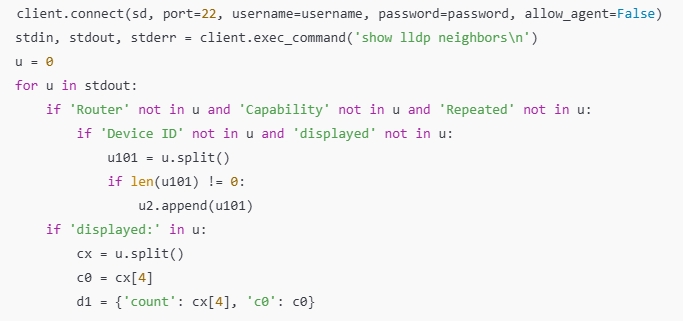 client.connect(sd, port=22, username=username, password=password, allow_agent=False)
stdin, stdout, stderr = client.exec_command('show lldp neighbors\n')
u = 0
for u in stdout:
    if 'Router' not in u and 'Capability' not in u and 'Repeated' not in u:
        if 'Device ID' not in u and 'displayed' not in u:
            u101 = u.split()
            if len(u101) != 0:
                u2.append(u101)
    if 'displayed:' in u:
        cx = u.split()
        c0 = cx[4]
        d1 = {'count': cx[4], 'c0': c0}